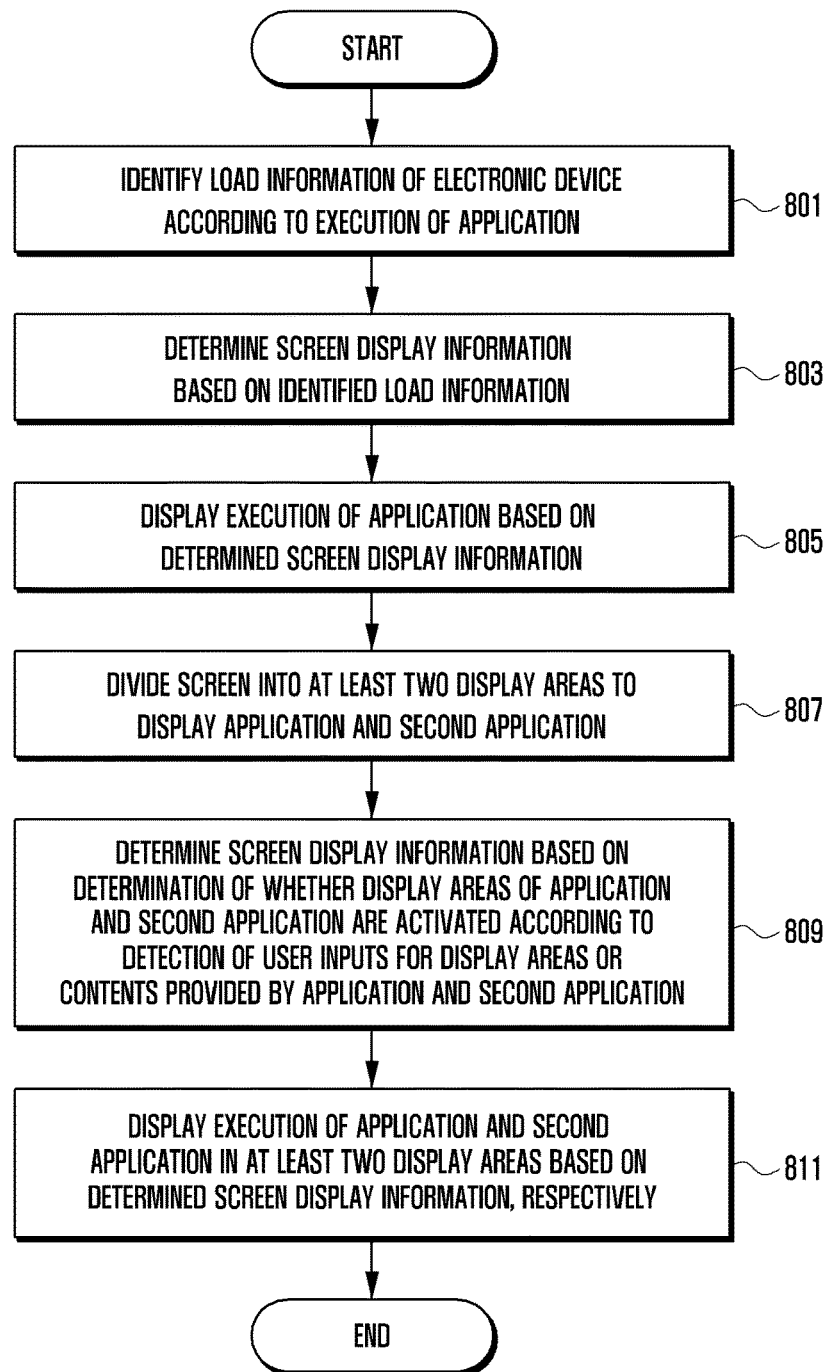 START
IDENTIFY LOAD INFORMATION OF ELECTRONIC DEVICE
ACCORDING TO EXECUTION OF APPLICATION
801
DETERMINE SCREEN DISPLAY INFORMATION
BASED ON IDENTIFIED LOAD INFORMATION
803
DISPLAY EXECUTION OF APPLICATION BASED ON
DETERMINED SCREEN DISPLAY INFORMATION
805
DIVIDE SCREEN INTO AT LEAST TWO DISPLAY AREAS TO
DISPLAY APPLICATION AND SECOND APPLICATION
807
DETERMINE SCREEN DISPLAY INFORMATION BASED ON
DETERMINATION OF WHETHER DISPLAY AREAS OF APPLICATION
AND SECOND APPLICATION ARE ACTIVATED ACCORDING TO
DETECTION OF USER INPUTS FOR DISPLAY AREAS OR
CONTENTS PROVIDED BY APPLICATION AND SECOND APPLICATION
809
DISPLAY EXECUTION OF APPLICATION AND SECOND
APPLICATION IN AT LEAST TWO DISPLAY AREAS BASED ON
DETERMINED SCREEN DISPLAY INFORMATION, RESPECTIVELY
811
END